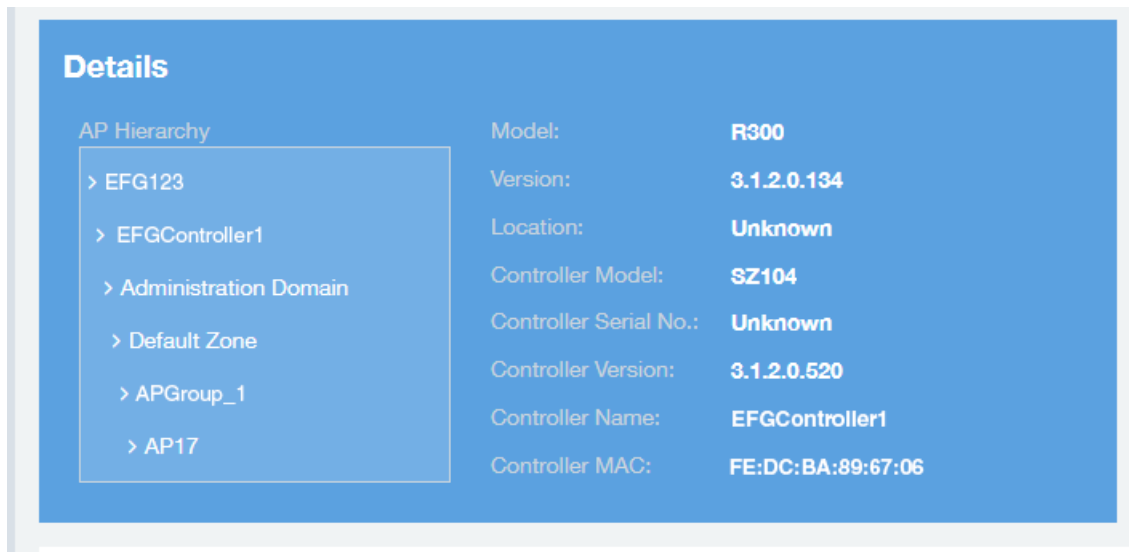 Details
AP Hierarchy
> EFG123
> EFGController1
> Administration Domain
> Default Zone
> APGroup_1
> AP17
Model: R300
Version: 3.1.2.0.134
Location: Unknown
Controller Model: SZ104
Controller Serial No.: Unknown
Controller Version: 3.1.2.0.520
Controller Name: EFGController1
Controller MAC: FE:DC:BA:89:67:06